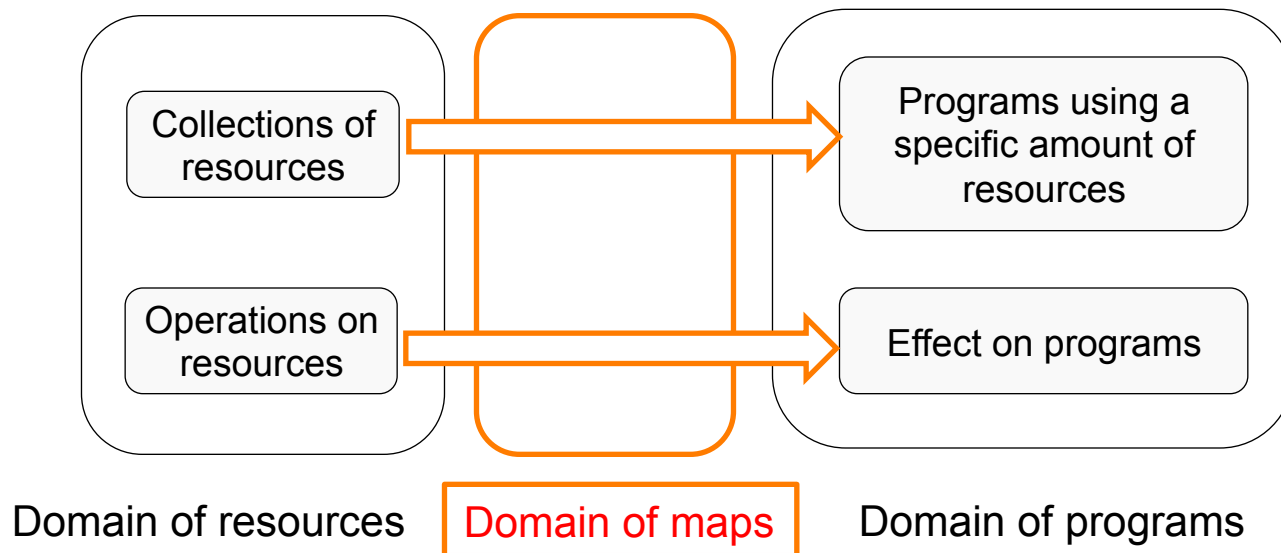 Collections of
resources
Programs using a
specific amount of
resources
Operations on
resources
Effect on programs
Domain of resources
Domain of maps
Domain of programs